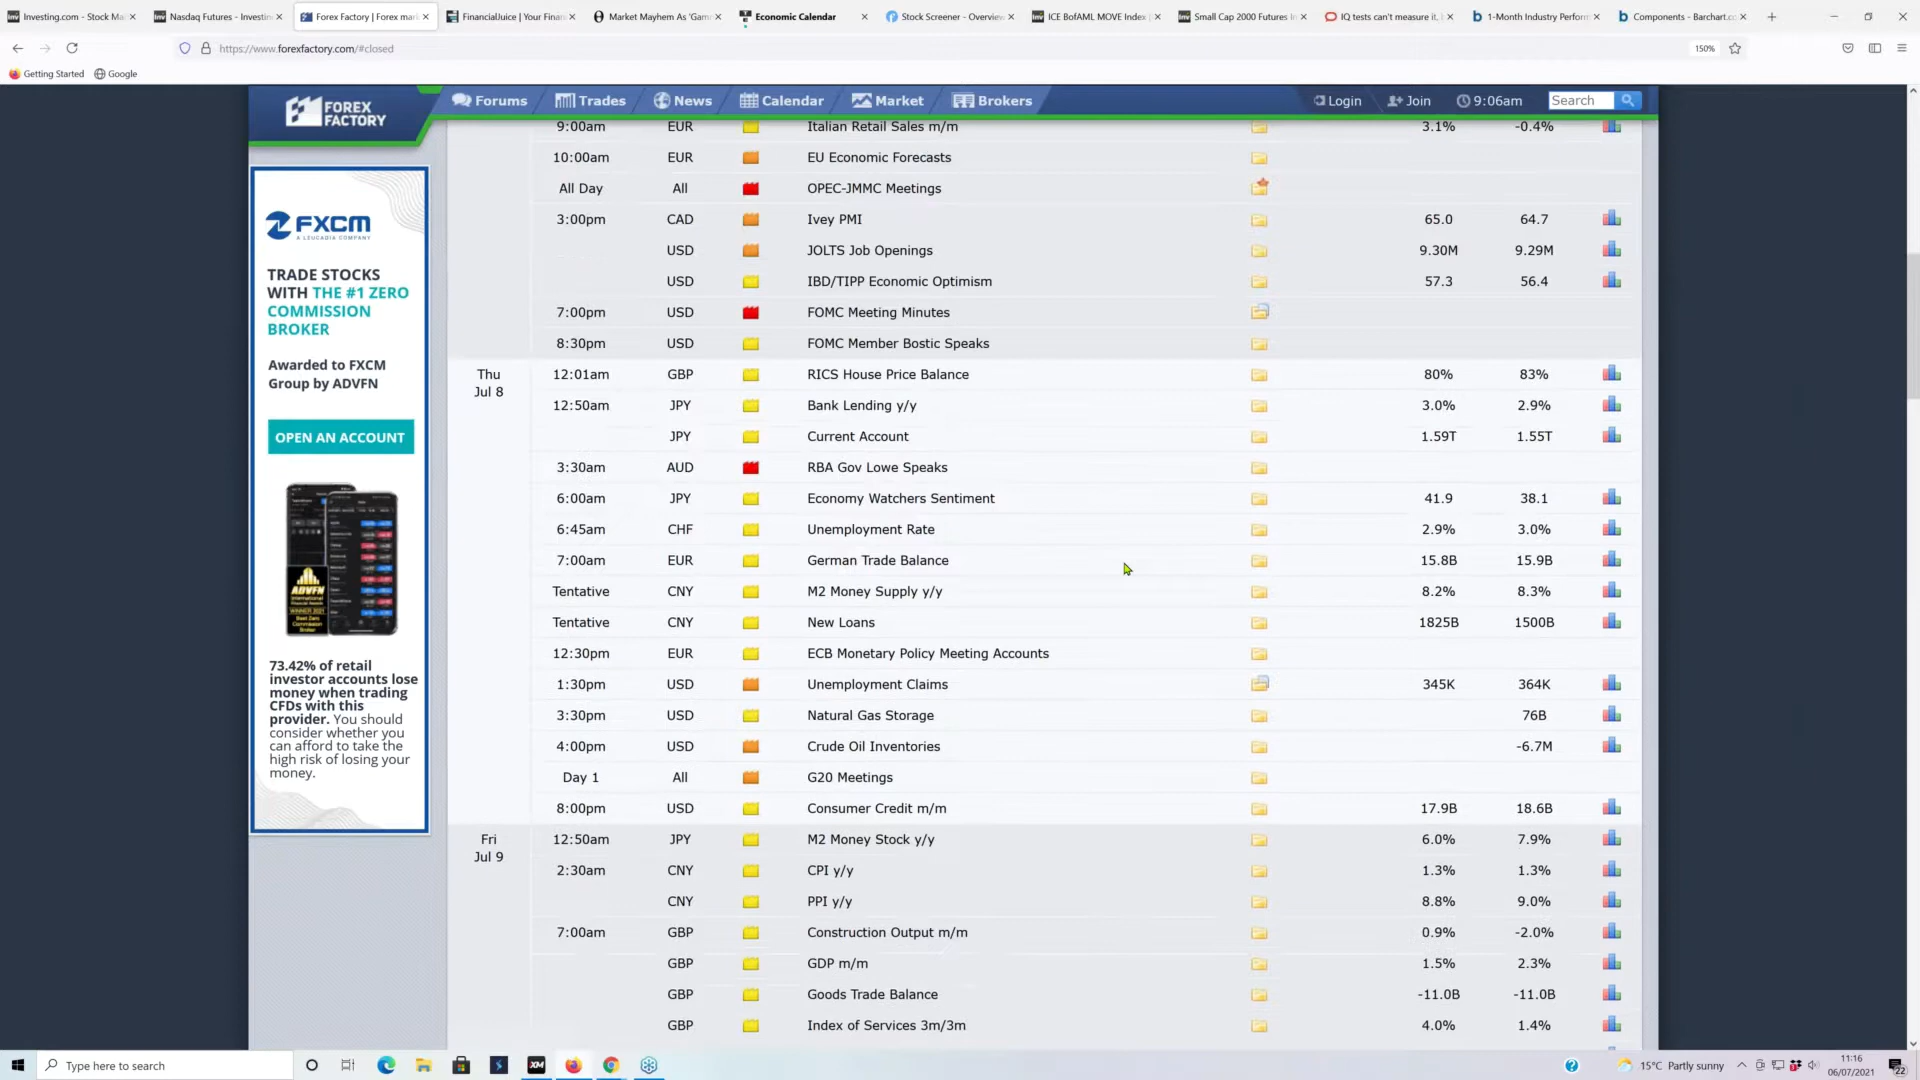 Investing.com - Stock Ma
Nasdaq Futures - Investin
Forex Factory | Forex mar
FinancialJuice | Your Finan
Market Mayhem As 'Gam
Economic Calendar
Stock Screener - Overview
ICE BofAML MOVE Index |
Small Cap 2000 Futures In
IQ tests can't measure it,
1-Month Industry Perform
Components - Barchart.co
https://www.forexfactory.com/#closed
150%
Getting Started
Google
FOREX
FACTORY
Forums
Trades
News
Calendar
Market
Brokers
Login
Join
9:06am
Search
FXCM
A LEUCADIA COMPANY
TRADE STOCKS
WITH THE #1 ZERO
COMMISSION
BROKER
Awarded to FXCM
Group by ADVFN
OPEN AN ACCOUNT
ADVFN
73.42% of retail
investor accounts lose
money when trading
CFDs with this
provider. You should
consider whether you
can afford to take the
high risk of losing your
money.
9:00am EUR Italian Retail Sales m/m 3.1% -0.4%
10:00am EUR EU Economic Forecasts
All Day All OPEC-JMMC Meetings
3:00pm CAD Ivey PMI 65.0 64.7
USD JOLTS Job Openings 9.30M 9.29M
USD IBD/TIPP Economic Optimism 57.3 56.4
7:00pm USD FOMC Meeting Minutes
8:30pm USD FOMC Member Bostic Speaks
Thu 12:01am GBP RICS House Price Balance 80% 83%
Jul 8
12:50am JPY Bank Lending y/y 3.0% 2.9%
JPY Current Account 1.59T 1.55T
3:30am AUD RBA Gov Lowe Speaks
6:00am JPY Economy Watchers Sentiment 41.9 38.1
6:45am CHF Unemployment Rate 2.9% 3.0%
7:00am EUR German Trade Balance 15.8B 15.9B
Tentative CNY M2 Money Supply y/y 8.2% 8.3%
Tentative CNY New Loans 1825B 1500B
12:30pm EUR ECB Monetary Policy Meeting Accounts
1:30pm USD Unemployment Claims 345K 364K
3:30pm USD Natural Gas Storage 76B
4:00pm USD Crude Oil Inventories -6.7M
Day 1 All G20 Meetings
8:00pm USD Consumer Credit m/m 17.9B 18.6B
Fri 12:50am JPY M2 Money Stock y/y 6.0% 7.9%
Jul 9
2:30am CNY CPI y/y 1.3% 1.3%
CNY PPI y/y 8.8% 9.0%
7:00am GBP Construction Output m/m 0.9% -2.0%
GBP GDP m/m 1.5% 2.3%
GBP Goods Trade Balance -11.0B -11.0B
GBP Index of Services 3m/3m 4.0% 1.4%
Type here to search
XM
15°C Partly sunny
11:16
06/07/2021
22